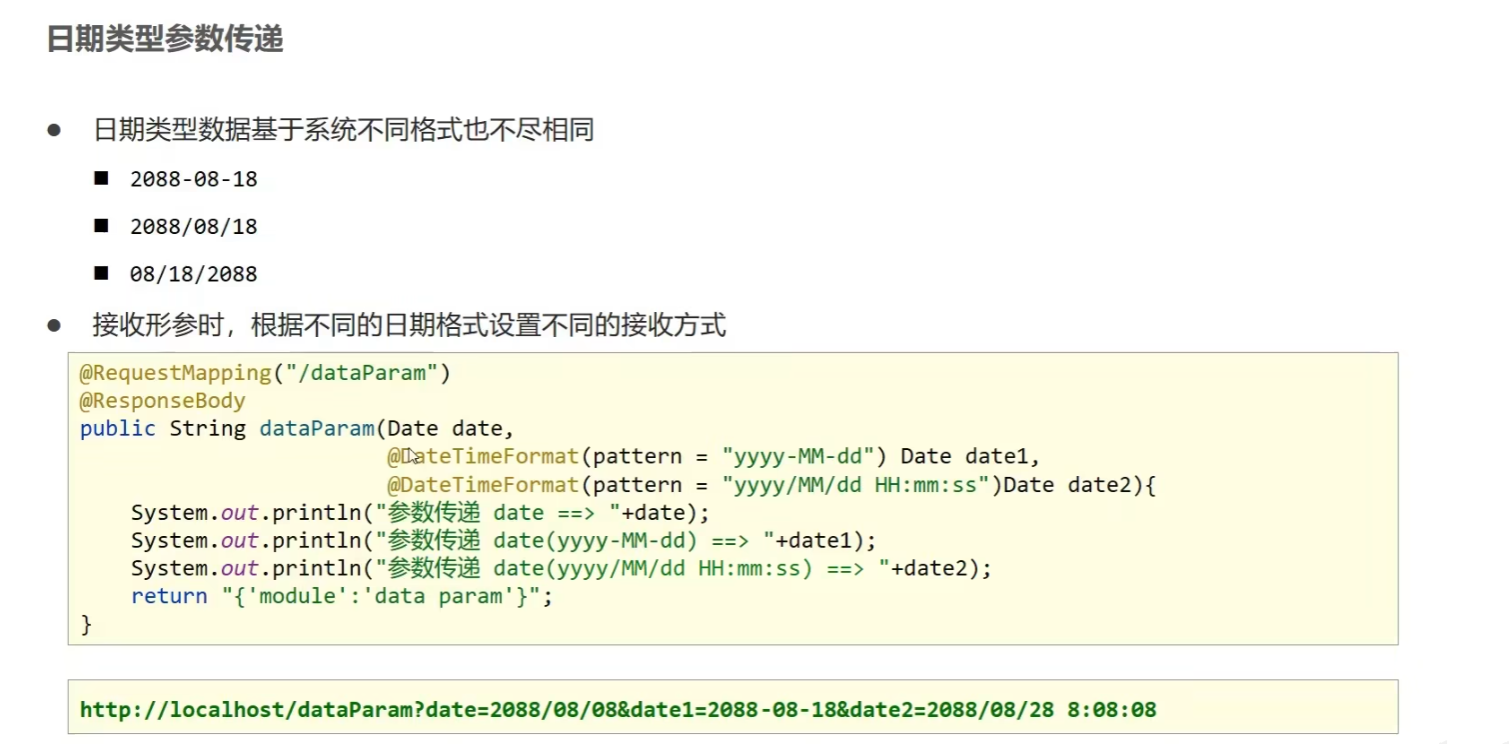 日期类型参数传递
● 日期类型数据基于系统不同格式也不尽相同
■ 2088-08-18
■ 2088/08/18
■ 08/18/2088
● 接收形参时，根据不同的日期格式设置不同的接收方式
@RequestMapping("/dataParam")
@ResponseBody
public String dataParam(Date date,
@DateTimeFormat(pattern = "yyyy-MM-dd") Date date1,
@DateTimeFormat(pattern = "yyyy/MM/dd HH:mm:ss")Date date2){
System.out.println("参数传递 date ==> "+date);
System.out.println("参数传递 date(yyyy-MM-dd) ==> "+date1);
System.out.println("参数传递 date(yyyy/MM/dd HH:mm:ss) ==> "+date2);
return "{'module':'data param'}";
}
http://localhost/dataParam?date=2088/08/08&date1=2088-08-18&date2=2088/08/28 8:08:08